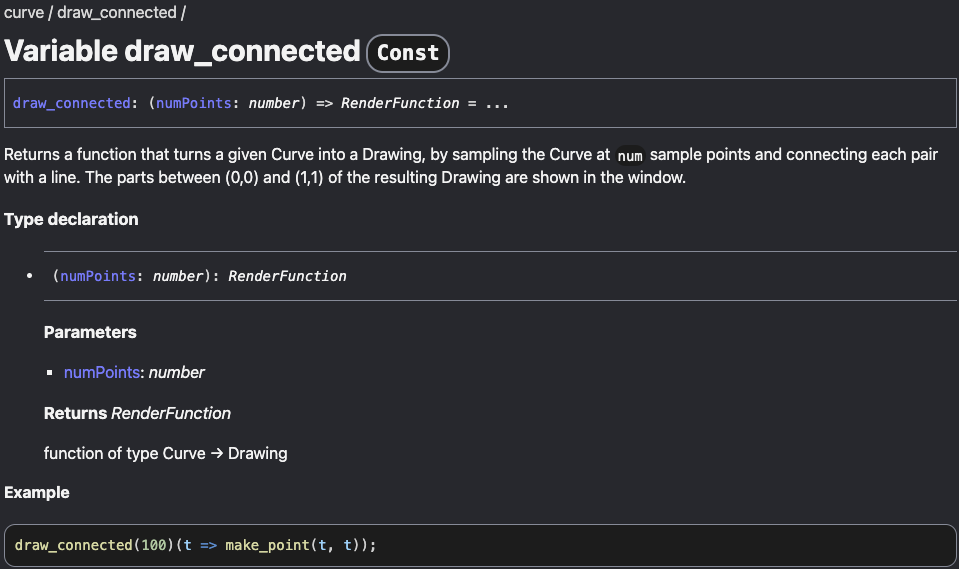 curve / draw_connected /
Variable draw_connected Const
draw_connected: (numPoints: number) => RenderFunction = ...
Returns a function that turns a given Curve into a Drawing, by sampling the Curve at num sample points and connecting each pair
with a line. The parts between (0,0) and (1,1) of the resulting Drawing are shown in the window.
Type declaration
• (numPoints: number): RenderFunction
Parameters
▪ numPoints: number
Returns RenderFunction
function of type Curve → Drawing
Example
draw_connected(100)(t => make_point(t, t));